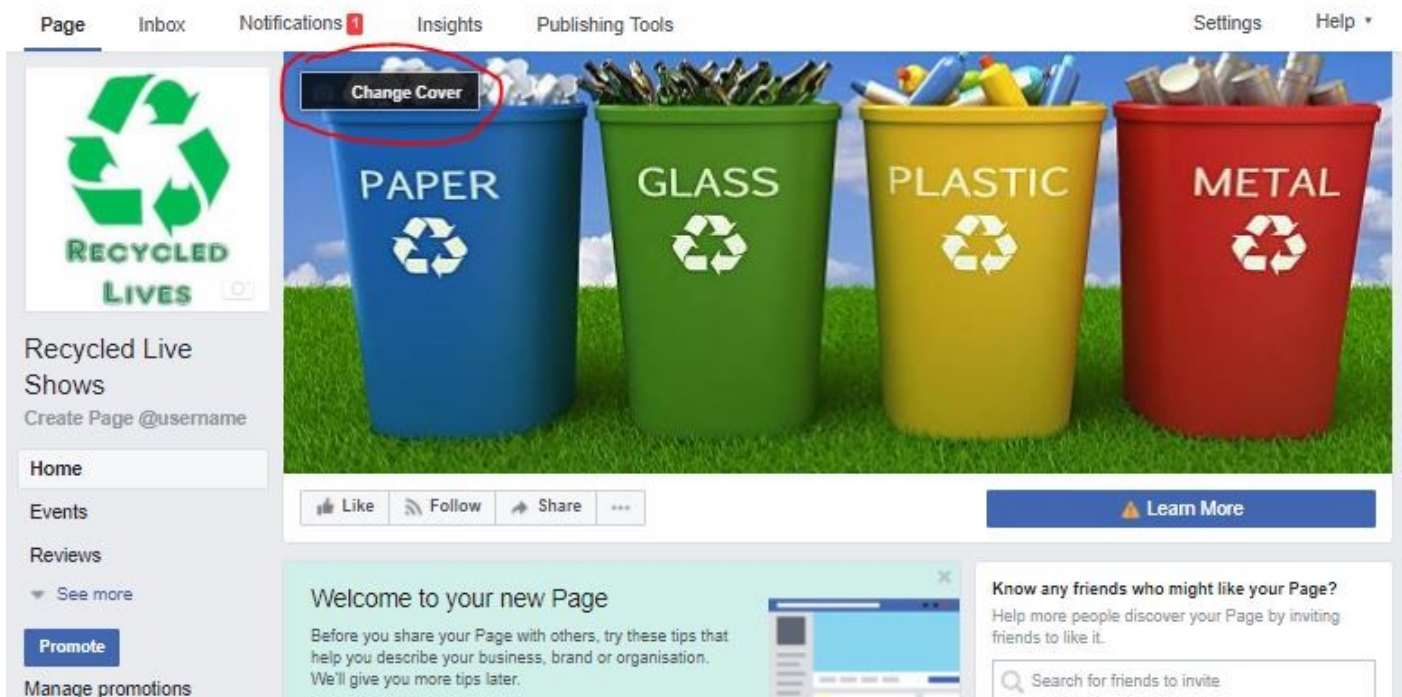 Page Inbox Notifications 1 Insights Publishing Tools Settings Help
Change Cover
PAPER GLASS PLASTIC METAL
RECYCLED
LIVES
Recycled Live
Shows
Create Page @username
Home
Events
Reviews
See more
Promote
Manage promotions
Like Follow Share ...
Learn More
Welcome to your new Page
Before you share your Page with others, try these tips that
help you describe your business, brand or organisation.
We'll give you more tips later.
Know any friends who might like your Page?
Help more people discover your Page by inviting
friends to like it.
Search for friends to invite